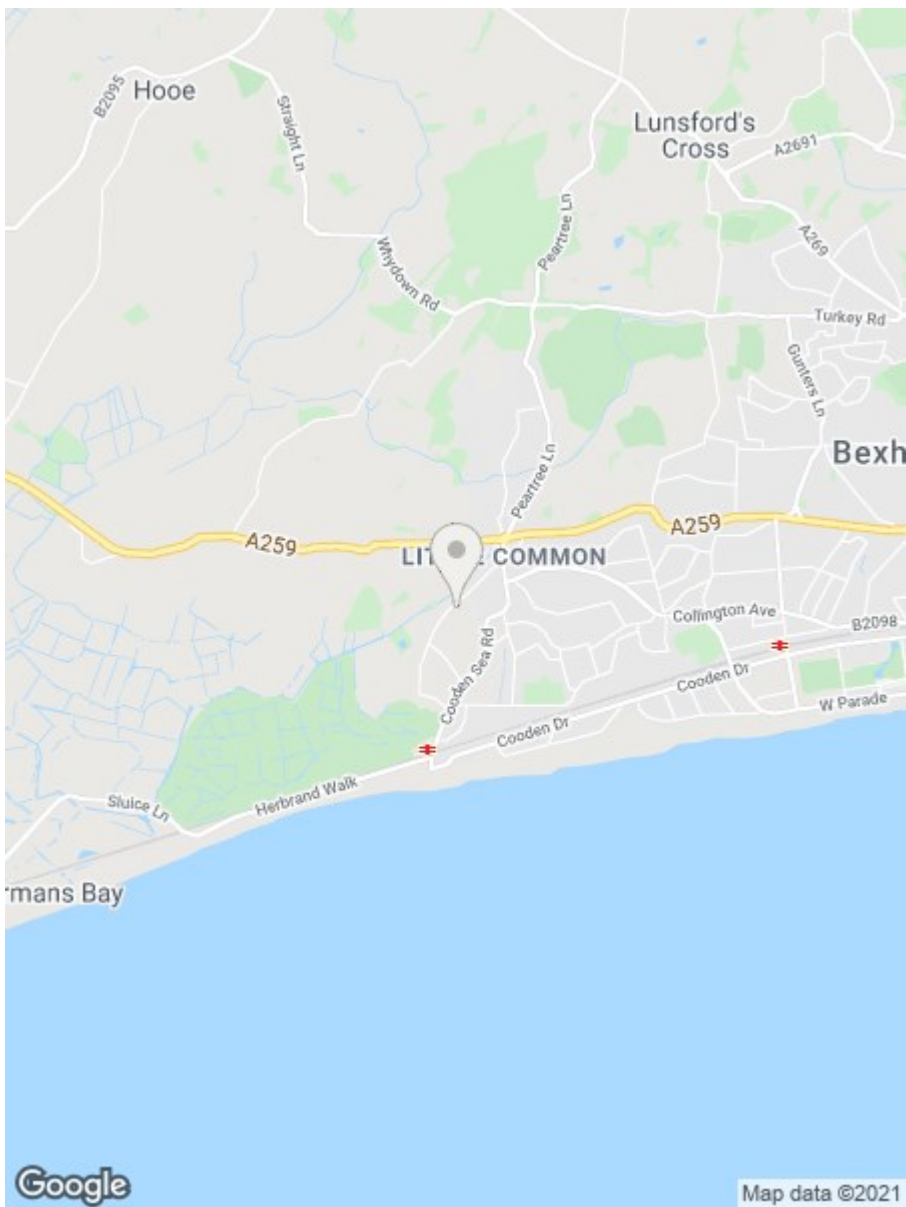 Hooe
B2095
Straight Ln
Lunsford's
Cross
A2691
Peartree Ln
A269
Whydown Rd
Turkey Rd
Gunters Ln
Bexh
Peartree Ln
A259
A259
COMMON
Collington Ave
B2098
Cooden Sea Rd
Cooden Dr
W Parade
Cooden Dr
Herbrand Walk
Sluice Ln
rmans Bay
Google
Map data ©2021